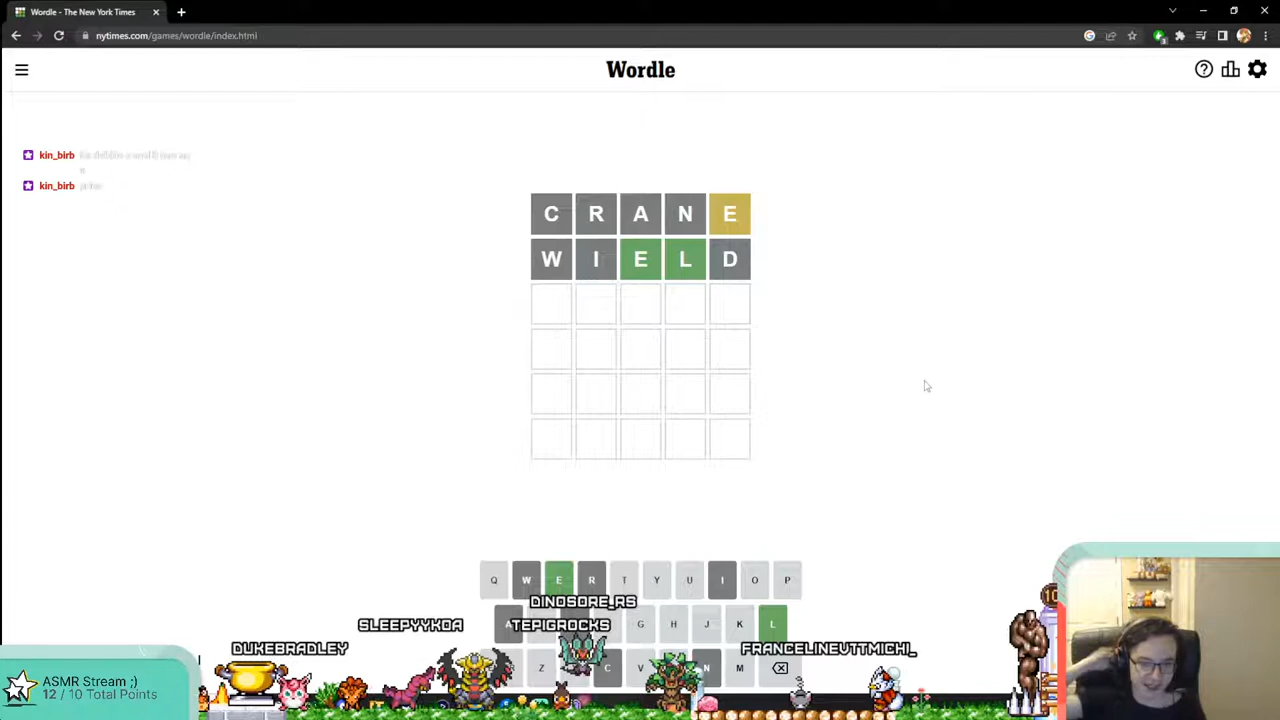 Wordle - The New York Times
nytimes.com/games/wordle/index.html
Wordle
kin_birb
kin_birb
C R A N E
W I E L D
Q W E R T Y U I O P
A G H J K L
Z C V N M
DINOSORE_RS
SLEEPYYKOA
TEPIGROCKS
DUKEBRADLEY
FRANCELINEVTTMICHI_
ASMR Stream ;)
12 / 10 Total Points